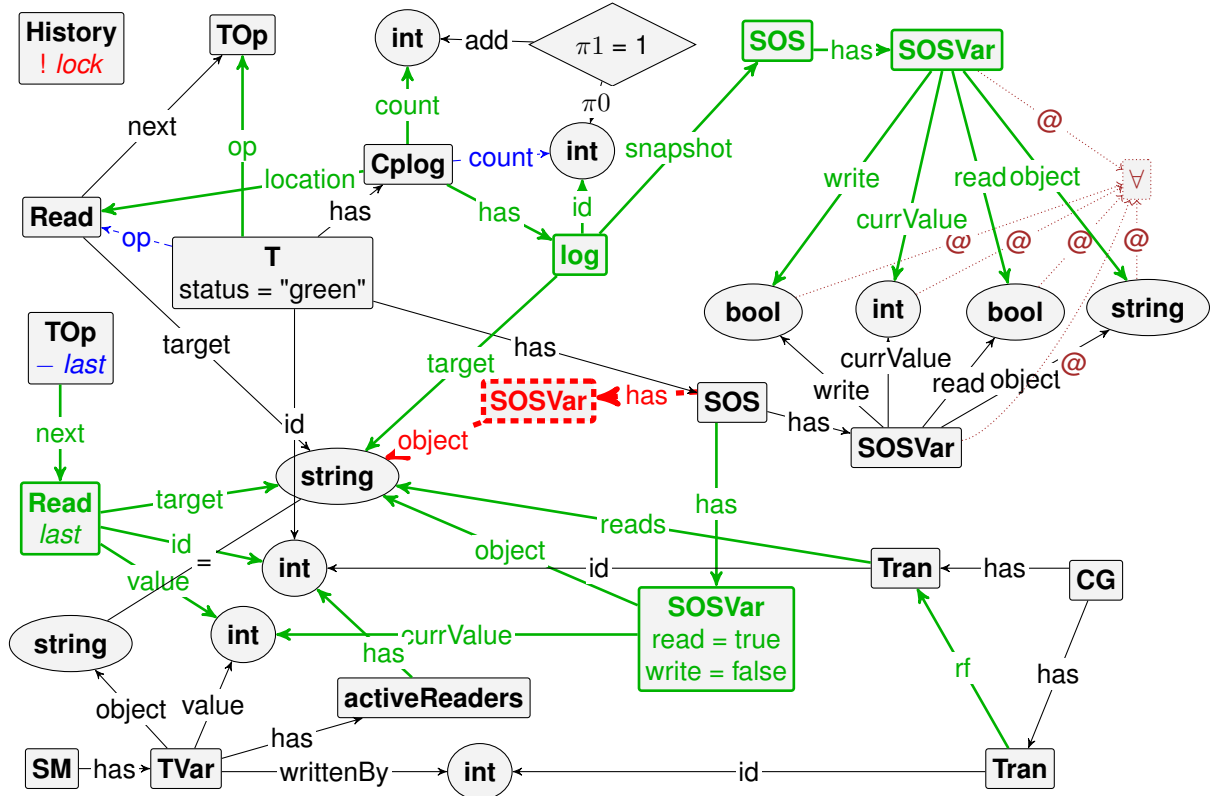 History
! lock
TOp
int
add
π1 = 1
SOS
has
SOSVar
next
op
count
π0
@
Cplog
count
int
snapshot
∀
location
write
read
object
Read
has
has
id
currValue
op
T
status = "green"
log
@
@
@
@
bool
int
bool
string
TOp
– last
target
has
target
currValue
@
write
read
object
SOSVar
has
SOS
has
SOSVar
next
id
object
string
Read
last
target
has
reads
id
=
object
value
int
id
Tran
has
CG
string
int
currValue
has
SOSVar
read = true
write = false
rf
has
object
value
activeReaders
has
SM
has
TVar
writtenBy
int
id
Tran